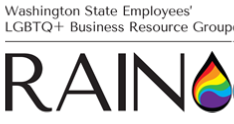 Washington State Employees'
LGBTQ+ Business Resource Group
RAIN